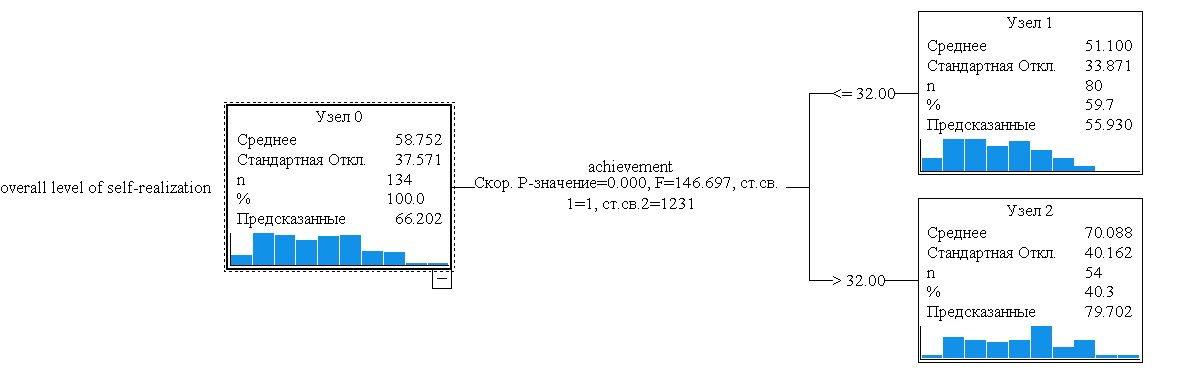 overall level of self-realization
Узел 0
Среднее 58.752
Стандартная Откл. 37.571
n 134
% 100.0
Предсказанные 66.202
achievement
Скор. P-значение=0.000, F=146.697, ст.св.
1=1, ст.св.2=1231
<= 32.00
Узел 1
Среднее 51.100
Стандартная Откл. 33.871
n 80
% 59.7
Предсказанные 55.930
> 32.00
Узел 2
Среднее 70.088
Стандартная Откл. 40.162
n 54
% 40.3
Предсказанные 79.702